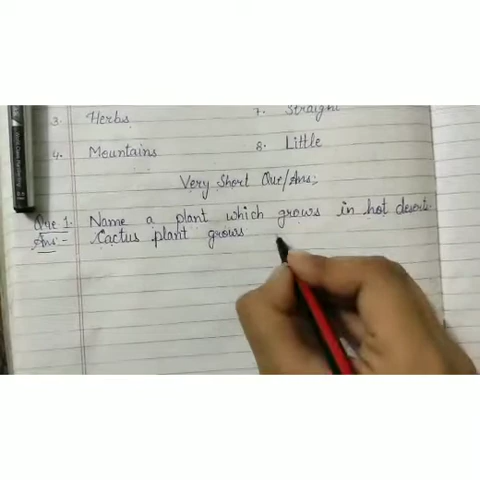 3. Herbs 7. Straight
4. Mountains 8. Little
Very Short Que/Ans:
Que 1. Name a plant which grows in hot desert.
Ans:- Cactus plant grows